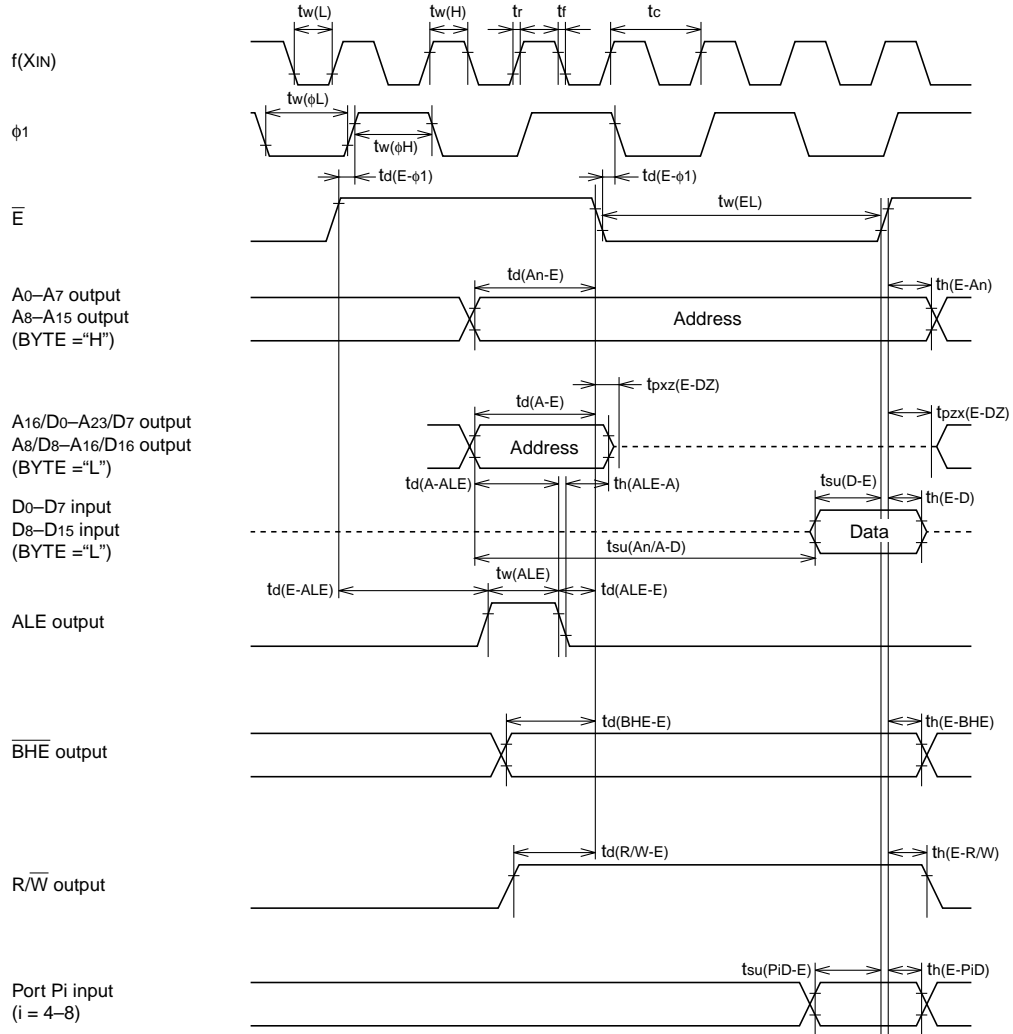 tw(L) tw(H) tr tf tc
f(XIN)
tw(ϕL)
ϕ1
tw(ϕH)
td(E-ϕ1) td(E-ϕ1)
tw(EL)
E̅
td(An-E) th(E-An)
A0–A7 output
A8–A15 output
(BYTE =“H”)
Address
tpxz(E-DZ)
td(A-E) tpzx(E-DZ)
A16/D0–A23/D7 output
A8/D8–A16/D16 output
(BYTE =“L”)
Address
td(A-ALE) th(ALE-A) tsu(D-E) th(E-D)
D0–D7 input
D8–D15 input
(BYTE =“L”)
Data
tsu(An/A-D)
tw(ALE)
td(E-ALE) td(ALE-E)
ALE output
td(BHE-E) th(E-BHE)
B̅H̅E̅ output
td(R/W-E) th(E-R/W)
R/W̅ output
tsu(PiD-E) th(E-PiD)
Port Pi input
(i = 4–8)